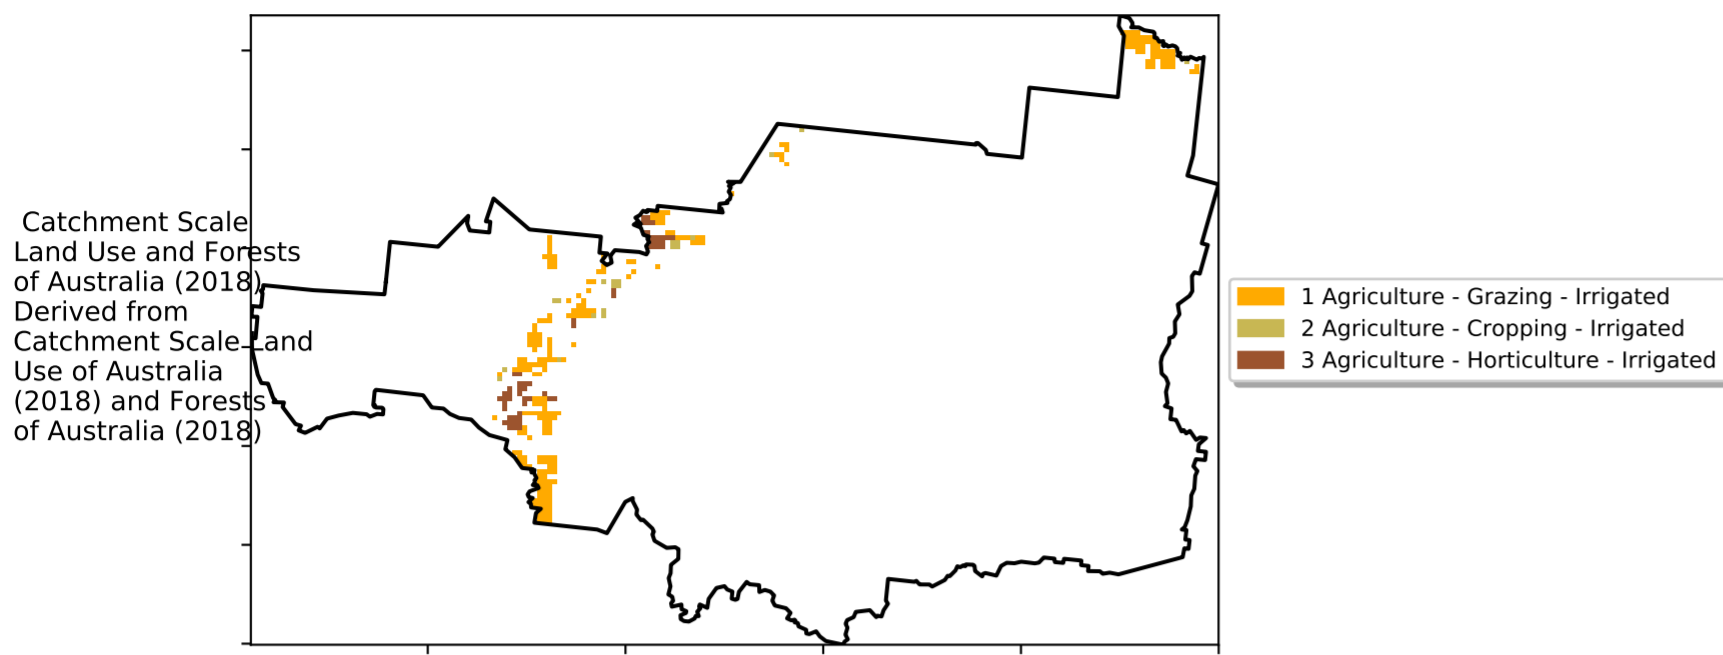 Catchment Scale
Land Use and Forests
of Australia (2018)
Derived from
Catchment Scale Land
Use of Australia
(2018) and Forests
of Australia (2018)
1 Agriculture - Grazing - Irrigated
2 Agriculture - Cropping - Irrigated
3 Agriculture - Horticulture - Irrigated